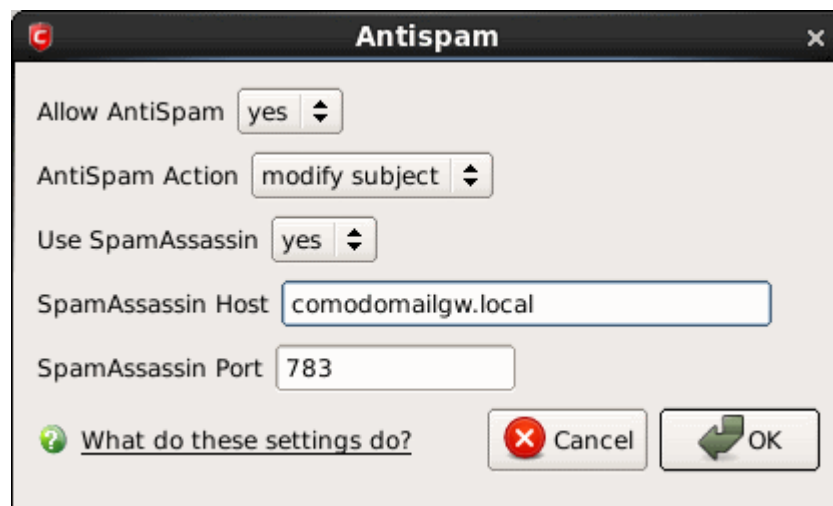 Antispam
Allow AntiSpam yes
AntiSpam Action modify subject
Use SpamAssassin yes
SpamAssassin Host comodomailgw.local
SpamAssassin Port 783
What do these settings do? Cancel OK